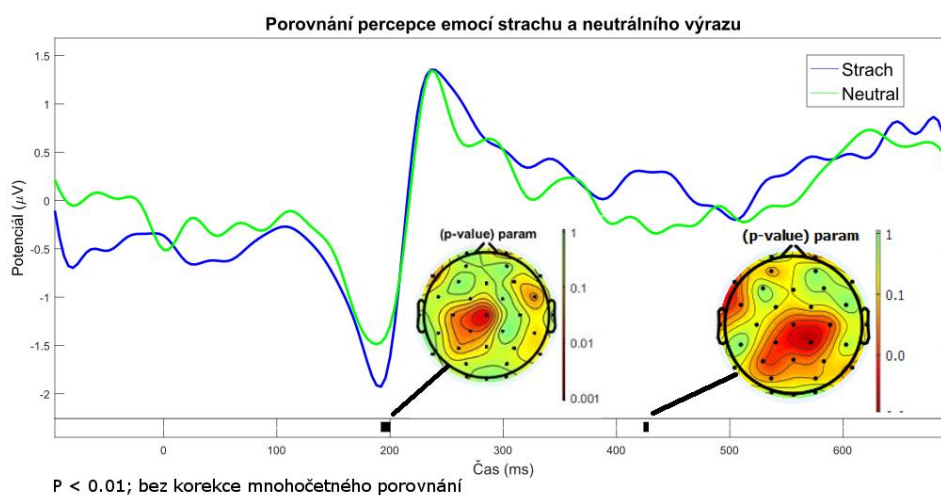 Porovnání percepce emocí strachu a neutrálního výrazu
Strach
Neutral
Potenciál (μV)
1.5
1
0.5
0
-0.5
-1
-1.5
-2
(p-value) param
1
0.1
0.01
0.001
(p-value) param
1
0.1
0.0
0
100
200
300
400
500
600
Čas (ms)
P < 0.01; bez korekce mnohočetného porovnání